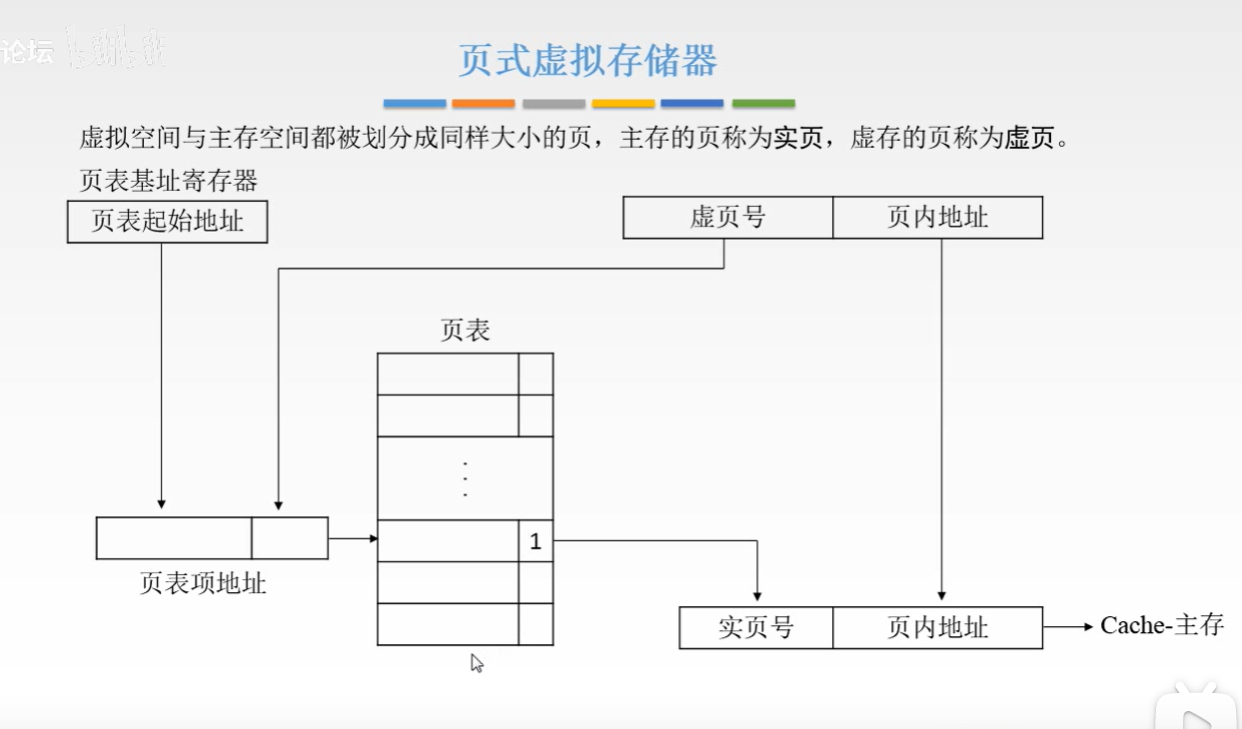 论坛 bilibili
页式虚拟存储器
虚拟空间与主存空间都被划分成同样大小的页，主存的页称为实页，虚存的页称为虚页。
页表基址寄存器
页表起始地址
虚页号 页内地址
页表
1
页表项地址
实页号 页内地址 Cache-主存